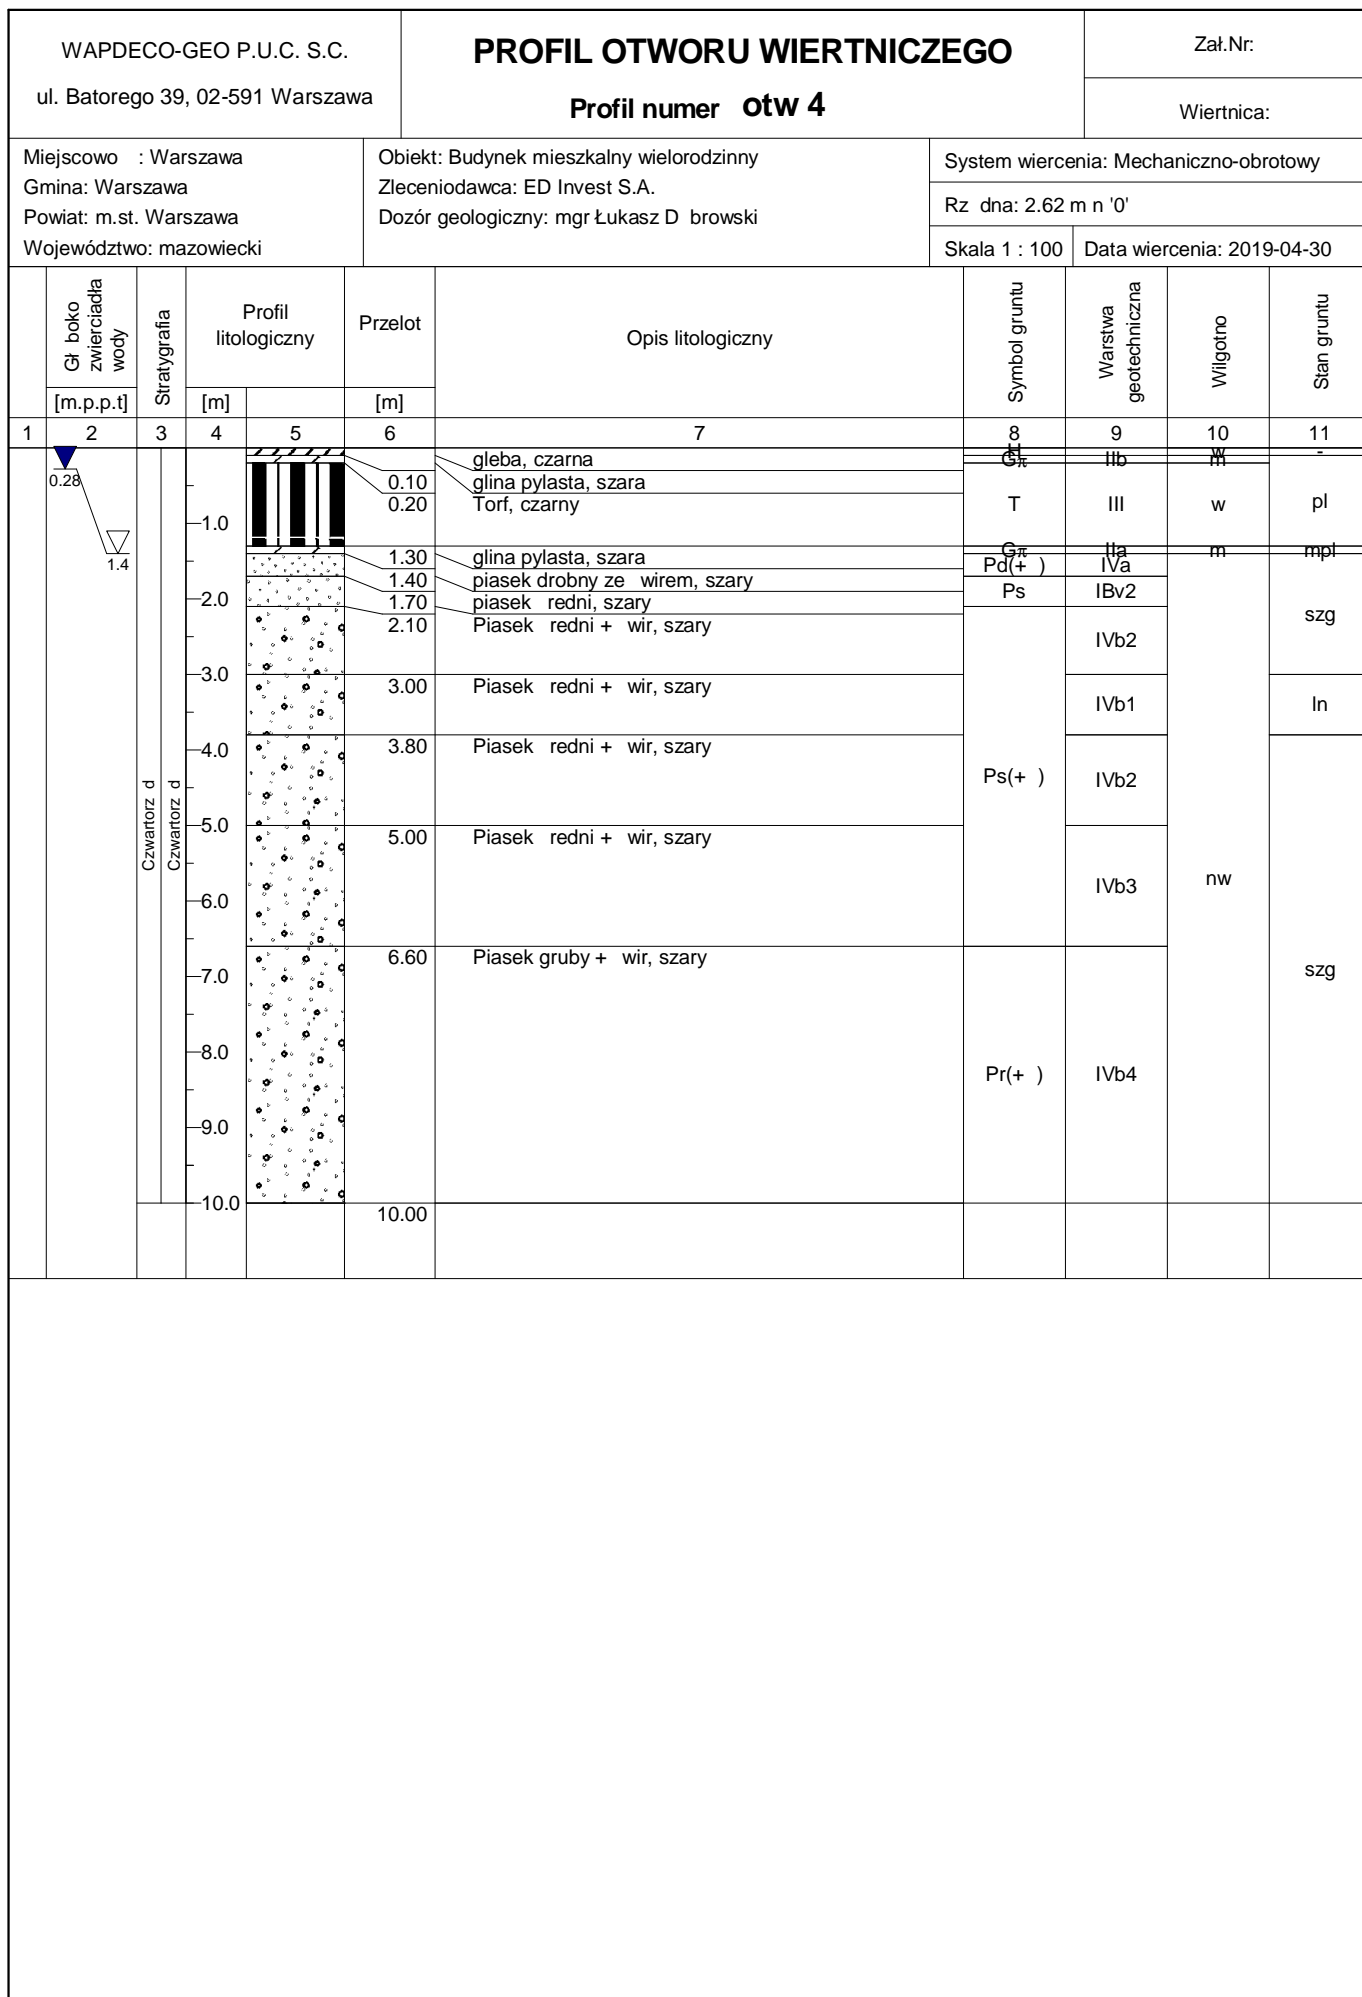 WAPDECO-GEO P.U.C. S.C.
ul. Batorego 39, 02-591 Warszawa
PROFIL OTWORU WIERTNICZEGO
Profil numer otw 4
Zał.Nr:
Wiertnica:
Miejscowo : Warszawa
Gmina: Warszawa
Powiat: m.st. Warszawa
Województwo: mazowiecki
Obiekt: Budynek mieszkalny wielorodzinny
Zleceniodawca: ED Invest S.A.
Dozór geologiczny: mgr Łukasz D browski
System wiercenia: Mechaniczno-obrotowy
Rz dna: 2.62 m n '0'
Skala 1 : 100
Data wiercenia: 2019-04-30
Gł boko
zwierciadła
wody
[m.p.p.t]
Stratygrafia
Profil
litologiczny
[m]
Przelot
[m]
Opis litologiczny
Symbol gruntu
Warstwa
geotechniczna
Wilgotno
Stan gruntu
1 2 3 4 5 6 7 8 9 10 11
gleba, czarna H w -
0.10 glina pylasta, szara Gπ IIb m
0.20 Torf, czarny T III w pl
1.30 glina pylasta, szara Gπ IIa m mpl
1.40 piasek drobny ze wirem, szary Pd(+ ) IVa
1.70 piasek redni, szary Ps IBv2
2.10 Piasek redni + wir, szary IVb2
szg
3.00 Piasek redni + wir, szary IVb1 ln
3.80 Piasek redni + wir, szary Ps(+ ) IVb2
5.00 Piasek redni + wir, szary IVb3
nw
6.60 Piasek gruby + wir, szary Pr(+ ) IVb4
szg
10.00
0.28
1.4
Czwartorz d
Czwartorz d
1.0
2.0
3.0
4.0
5.0
6.0
7.0
8.0
9.0
10.0